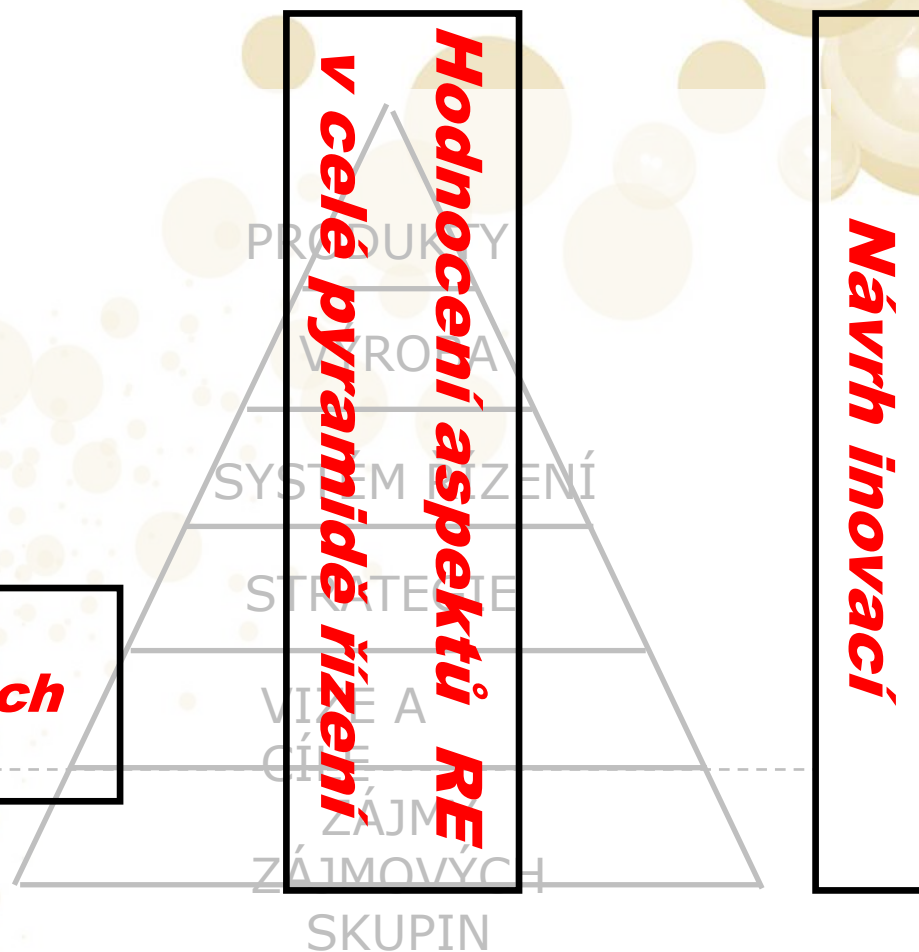 Hodnocení aspektů RE
v celé pyramidě řízení
Návrh inovací
ch
PRODUKTY
VÝROBA
SYSTÉM ŘÍZENÍ
STRATEGIE
VIZE A
CÍLE
ZÁJMY
ZÁJMOVÝCH
SKUPIN